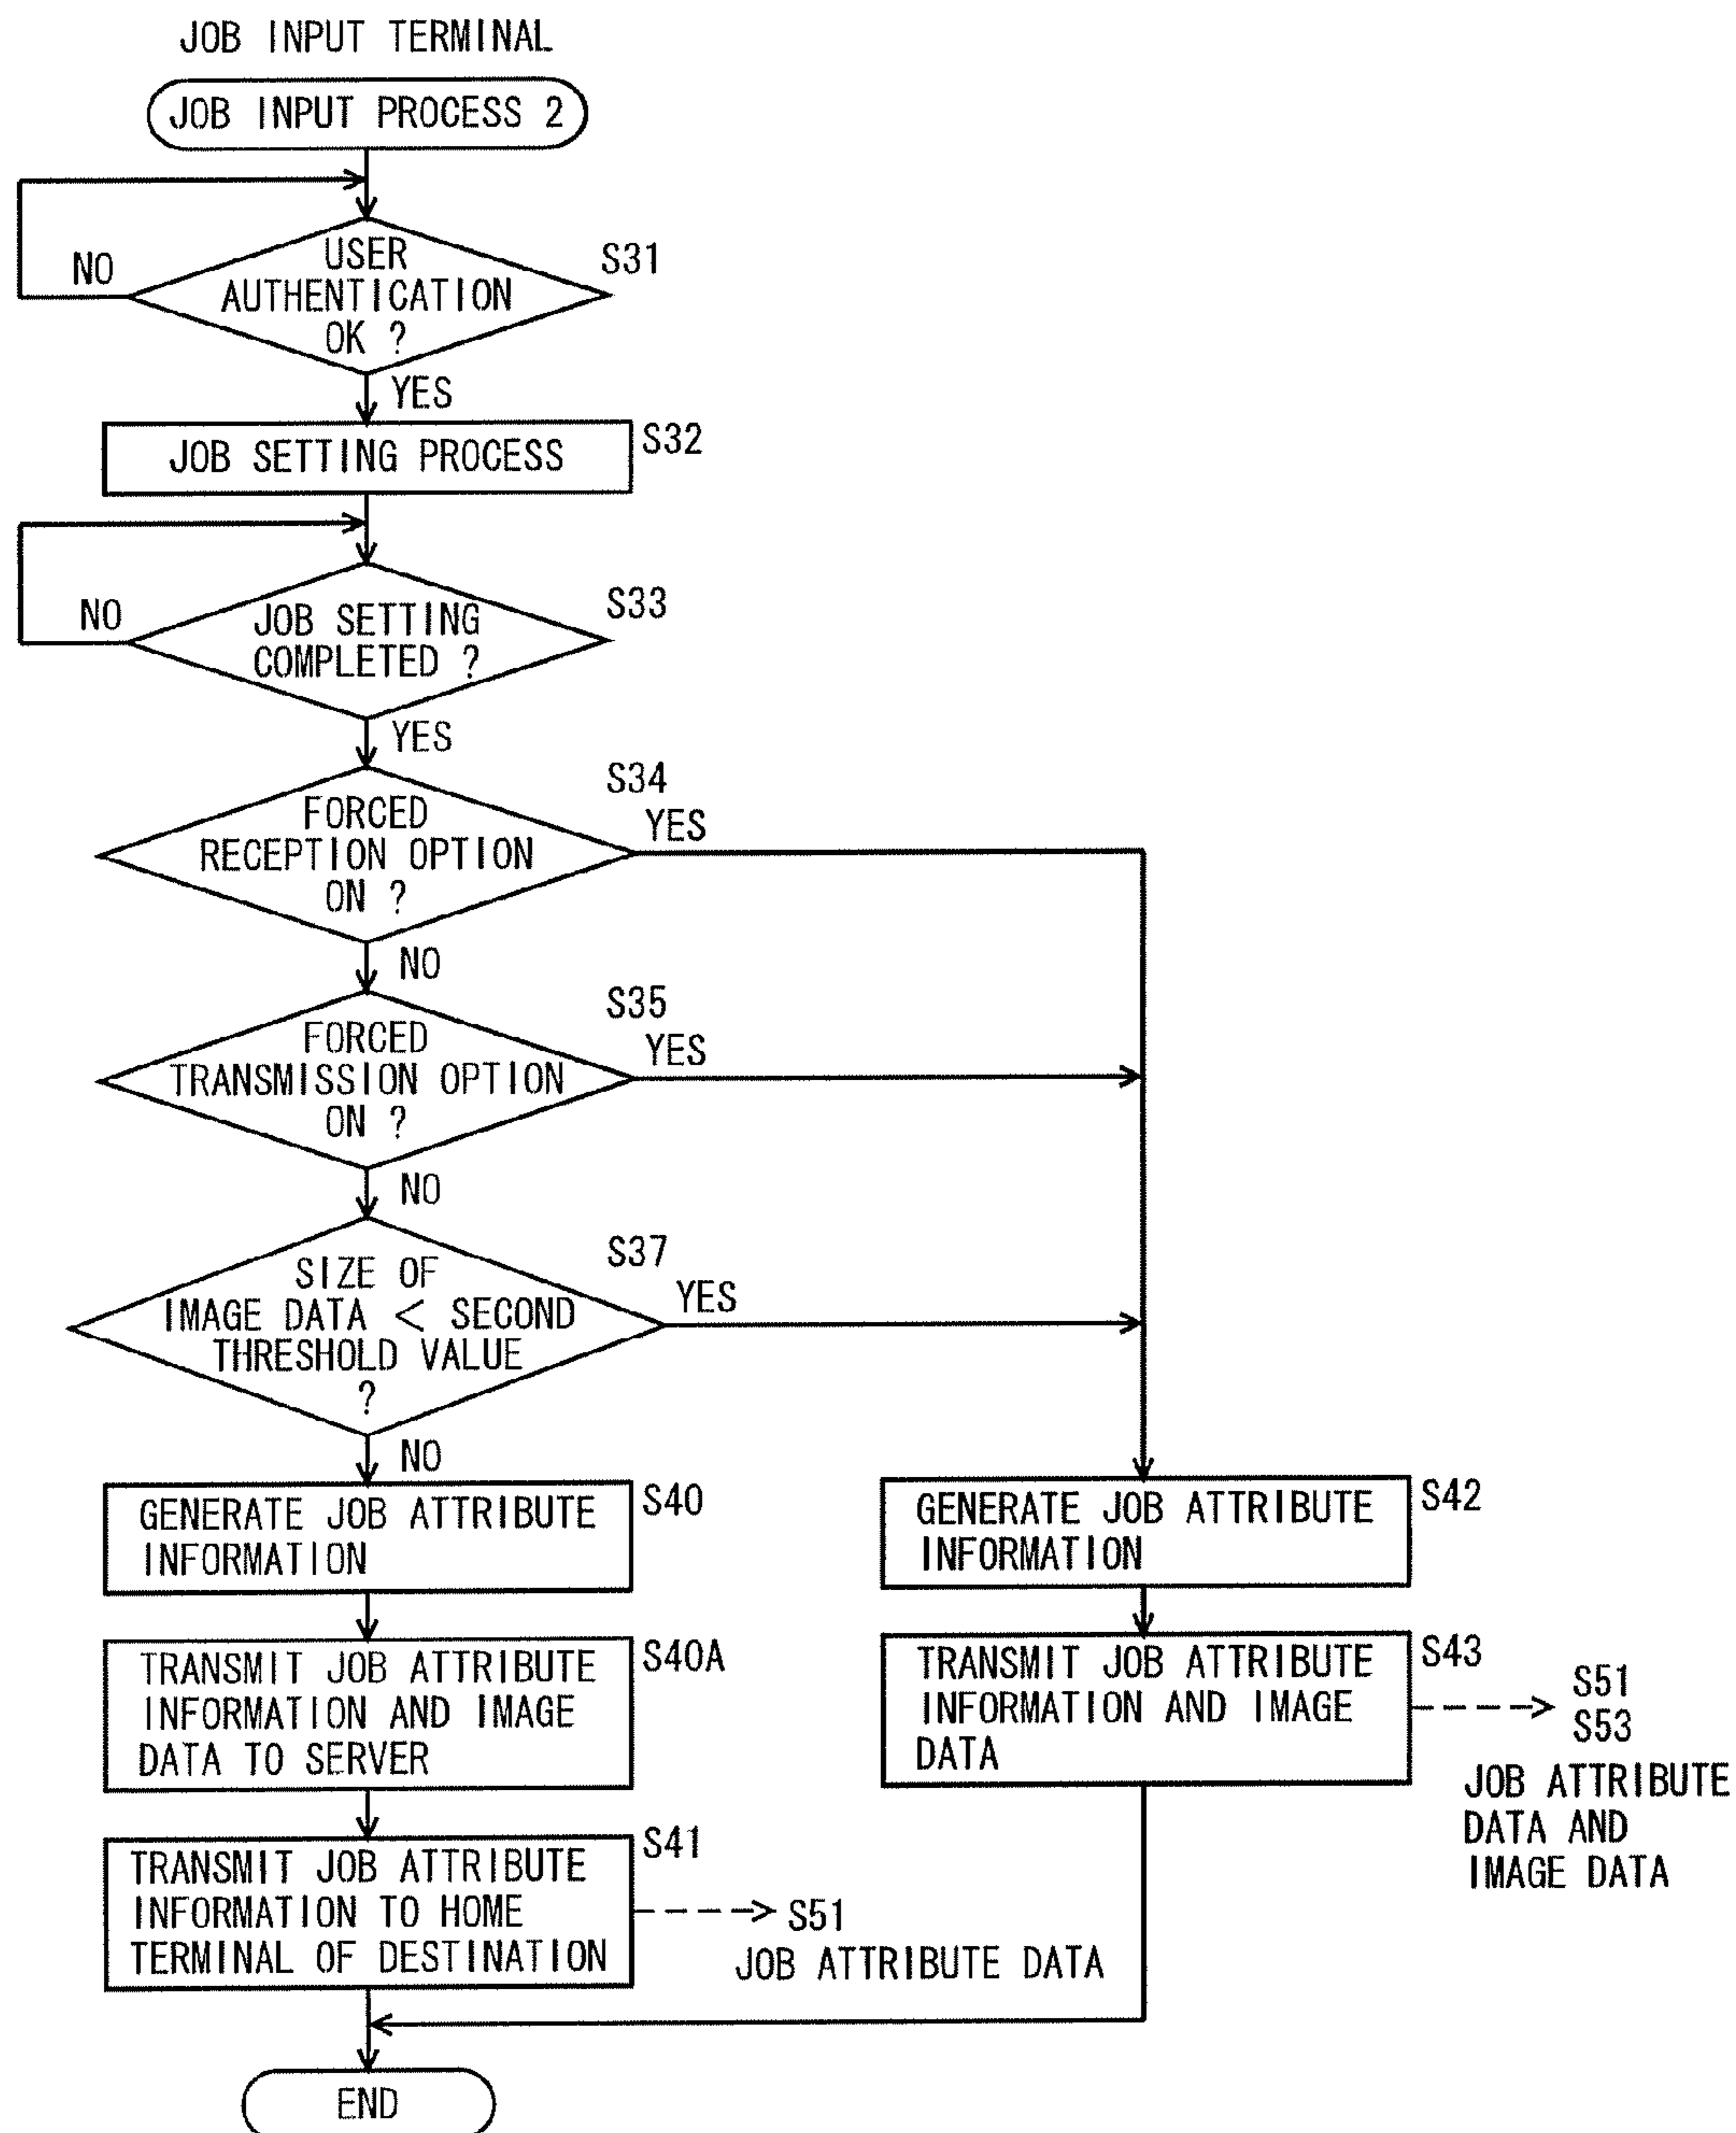 JOB INPUT TERMINAL
JOB INPUT PROCESS 2
USER
AUTHENTICATION
OK ?
S31
NO
YES
JOB SETTING PROCESS
S32
JOB SETTING
COMPLETED ?
S33
NO
YES
FORCED
RECEPTION OPTION
ON ?
S34
YES
NO
FORCED
TRANSMISSION OPTION
ON ?
S35
YES
NO
SIZE OF
IMAGE DATA < SECOND
THRESHOLD VALUE
?
S37
YES
NO
GENERATE JOB ATTRIBUTE
INFORMATION
S40
TRANSMIT JOB ATTRIBUTE
INFORMATION AND IMAGE
DATA TO SERVER
S40A
TRANSMIT JOB ATTRIBUTE
INFORMATION TO HOME
TERMINAL OF DESTINATION
S41
S51
JOB ATTRIBUTE DATA
GENERATE JOB ATTRIBUTE
INFORMATION
S42
TRANSMIT JOB ATTRIBUTE
INFORMATION AND IMAGE
DATA
S43
S51
S53
JOB ATTRIBUTE
DATA AND
IMAGE DATA
END